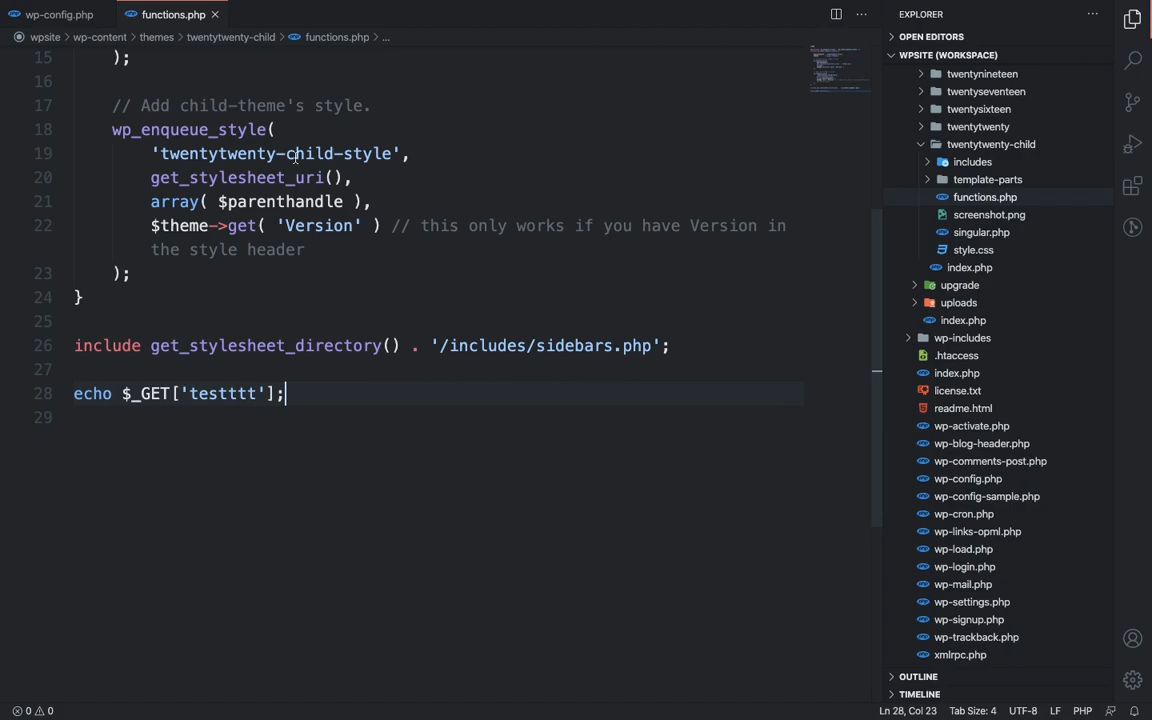 wp-config.php
functions.php
EXPLORER
wpsite > wp-content > themes > twentytwenty-child > functions.php > ...
15 );
16
17 // Add child-theme's style.
18 wp_enqueue_style(
19 'twentytwenty-child-style',
20 get_stylesheet_uri(),
21 array( $parenthandle ),
22 $theme->get( 'Version' ) // this only works if you have Version in
the style header
23 );
24 }
25
26 include get_stylesheet_directory() . '/includes/sidebars.php';
27
28 echo $_GET['testttt'];
29
OPEN EDITORS
WPSITE (WORKSPACE)
twentynineteen
twentyseventeen
twentysixteen
twentytwenty
twentytwenty-child
includes
template-parts
functions.php
screenshot.png
singular.php
style.css
index.php
upgrade
uploads
index.php
wp-includes
.htaccess
index.php
license.txt
readme.html
wp-activate.php
wp-blog-header.php
wp-comments-post.php
wp-config.php
wp-config-sample.php
wp-cron.php
wp-links-opml.php
wp-load.php
wp-login.php
wp-mail.php
wp-settings.php
wp-signup.php
wp-trackback.php
xmlrpc.php
OUTLINE
TIMELINE
0 0
Ln 28, Col 23 Tab Size: 4 UTF-8 LF PHP